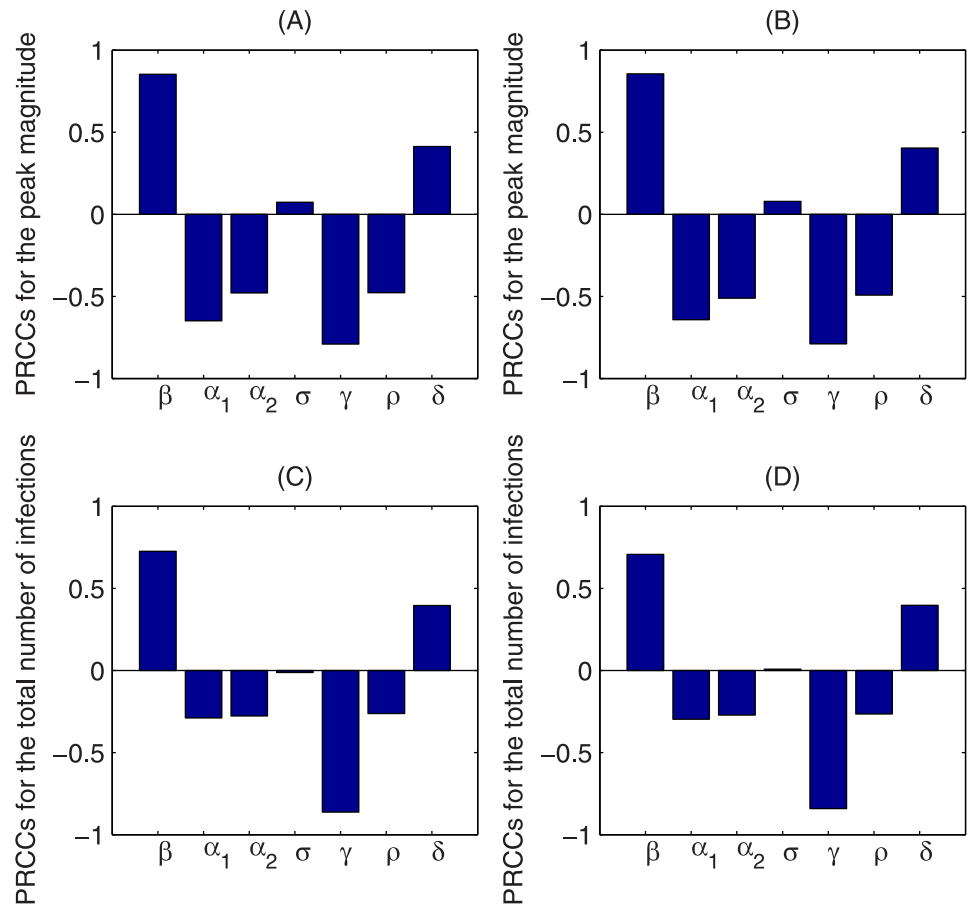 (A)
PRCCs for the peak magnitude
1
0.5
0
−0.5
−1
β α1 α2 σ γ ρ δ
(B)
PRCCs for the peak magnitude
1
0.5
0
−0.5
−1
β α1 α2 σ γ ρ δ
(C)
PRCCs for the total number of infections
1
0.5
0
−0.5
−1
β α1 α2 σ γ ρ δ
(D)
PRCCs for the total number of infections
1
0.5
0
−0.5
−1
β α1 α2 σ γ ρ δ